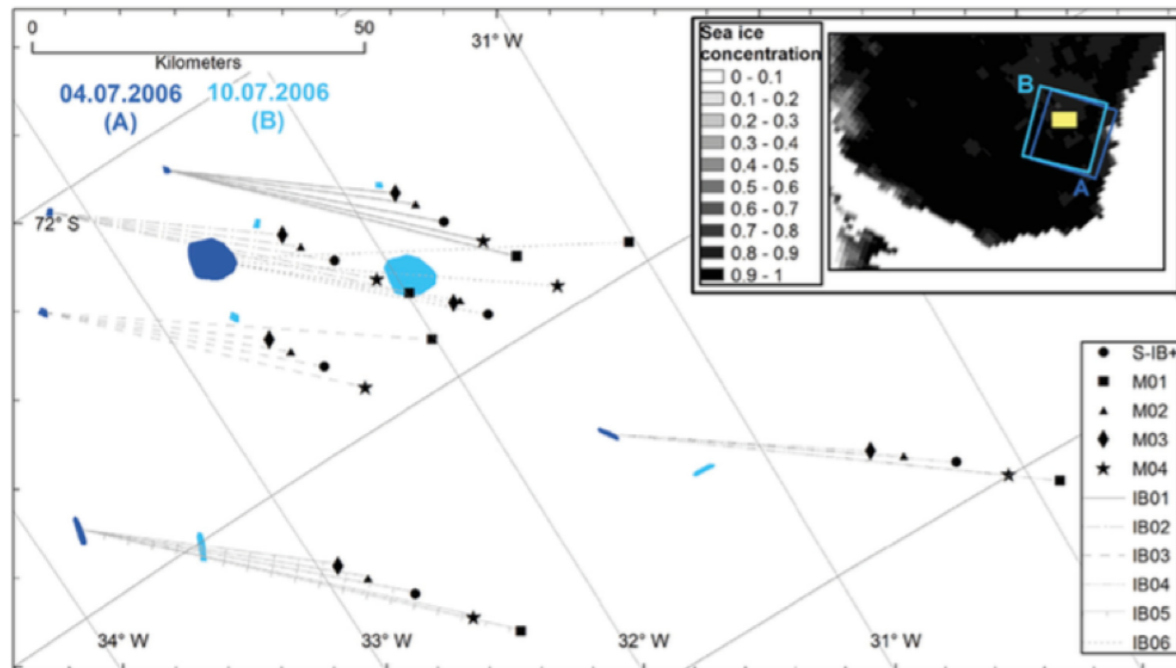 0 50
Kilometers
31° W
04.07.2006 10.07.2006
(A) (B)
72° S
Sea ice
concentration
0 - 0.1
0.1 - 0.2
0.2 - 0.3
0.3 - 0.4
0.4 - 0.5
0.5 - 0.6
0.6 - 0.7
0.7 - 0.8
0.8 - 0.9
0.9 - 1
B
A
S-IB+
M01
M02
M03
M04
IB01
IB02
IB03
IB04
IB05
IB06
34° W 33° W 32° W 31° W